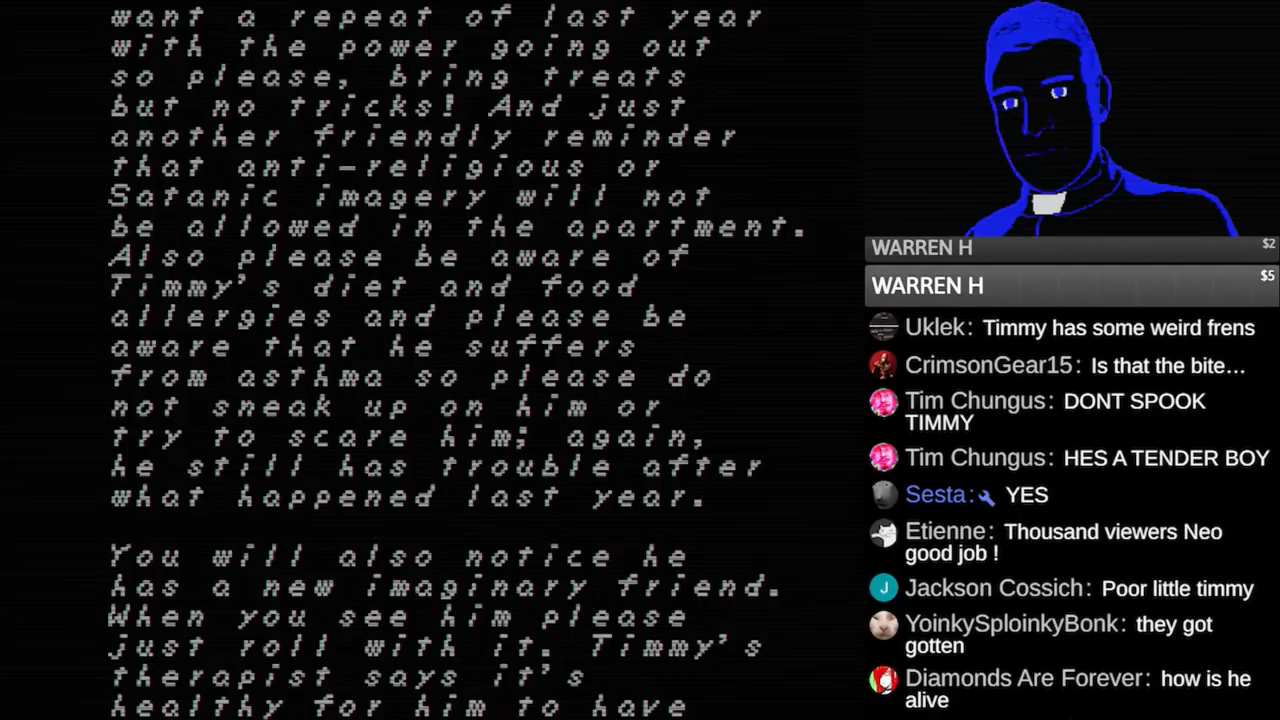 want a repeat of last year
with the power going out
so please, bring treats
but no tricks! And just
another friendly reminder
that anti-religious or
Satanic imagery will not
be allowed in the apartment.
Also please be aware of
Timmy's diet and food
allergies and please be
aware that he suffers
from asthma so please do
not sneak up on him or
try to scare him; again,
he still has trouble after
what happened last year.
You will also notice he
has a new imaginary friend.
When you see him please
just roll with it. Timmy's
therapist says it's
healthy for him to have
WARREN H $2
WARREN H $5
Uklek: Timmy has some weird frens
CrimsonGear15: Is that the bite…
Tim Chungus: DONT SPOOK
TIMMY
Tim Chungus: HES A TENDER BOY
Sesta: YES
Etienne: Thousand viewers Neo
good job !
Jackson Cossich: Poor little timmy
YoinkySploinkyBonk: they got
gotten
Diamonds Are Forever: how is he
alive
J